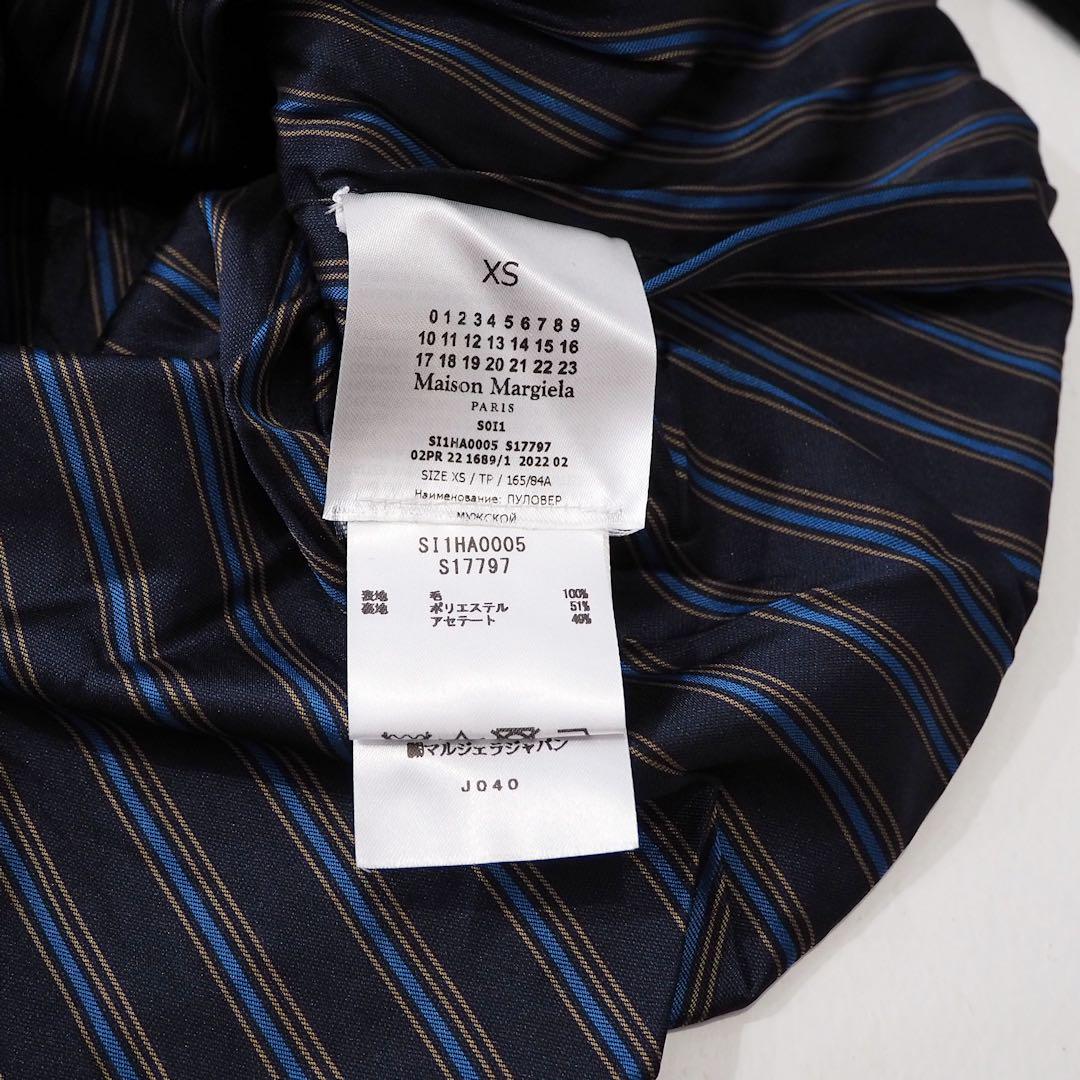 XS
0 1 2 3 4 5 6 7 8 9
10 11 12 13 14 15 16
17 18 19 20 21 22 23
Maison Margiela
PARIS
S0I1
SI1HA0005 S17797
02PR 22 1689/1 2022 02
SIZE XS / TP / 165/84A
Наименование: ПУЛОВЕР
МУЖСКОЙ
SI1HA0005
S17797
表地 毛 100%
裏地 ポリエステル 51%
アセテート 49%
㈱マルジェラジャパン
J040